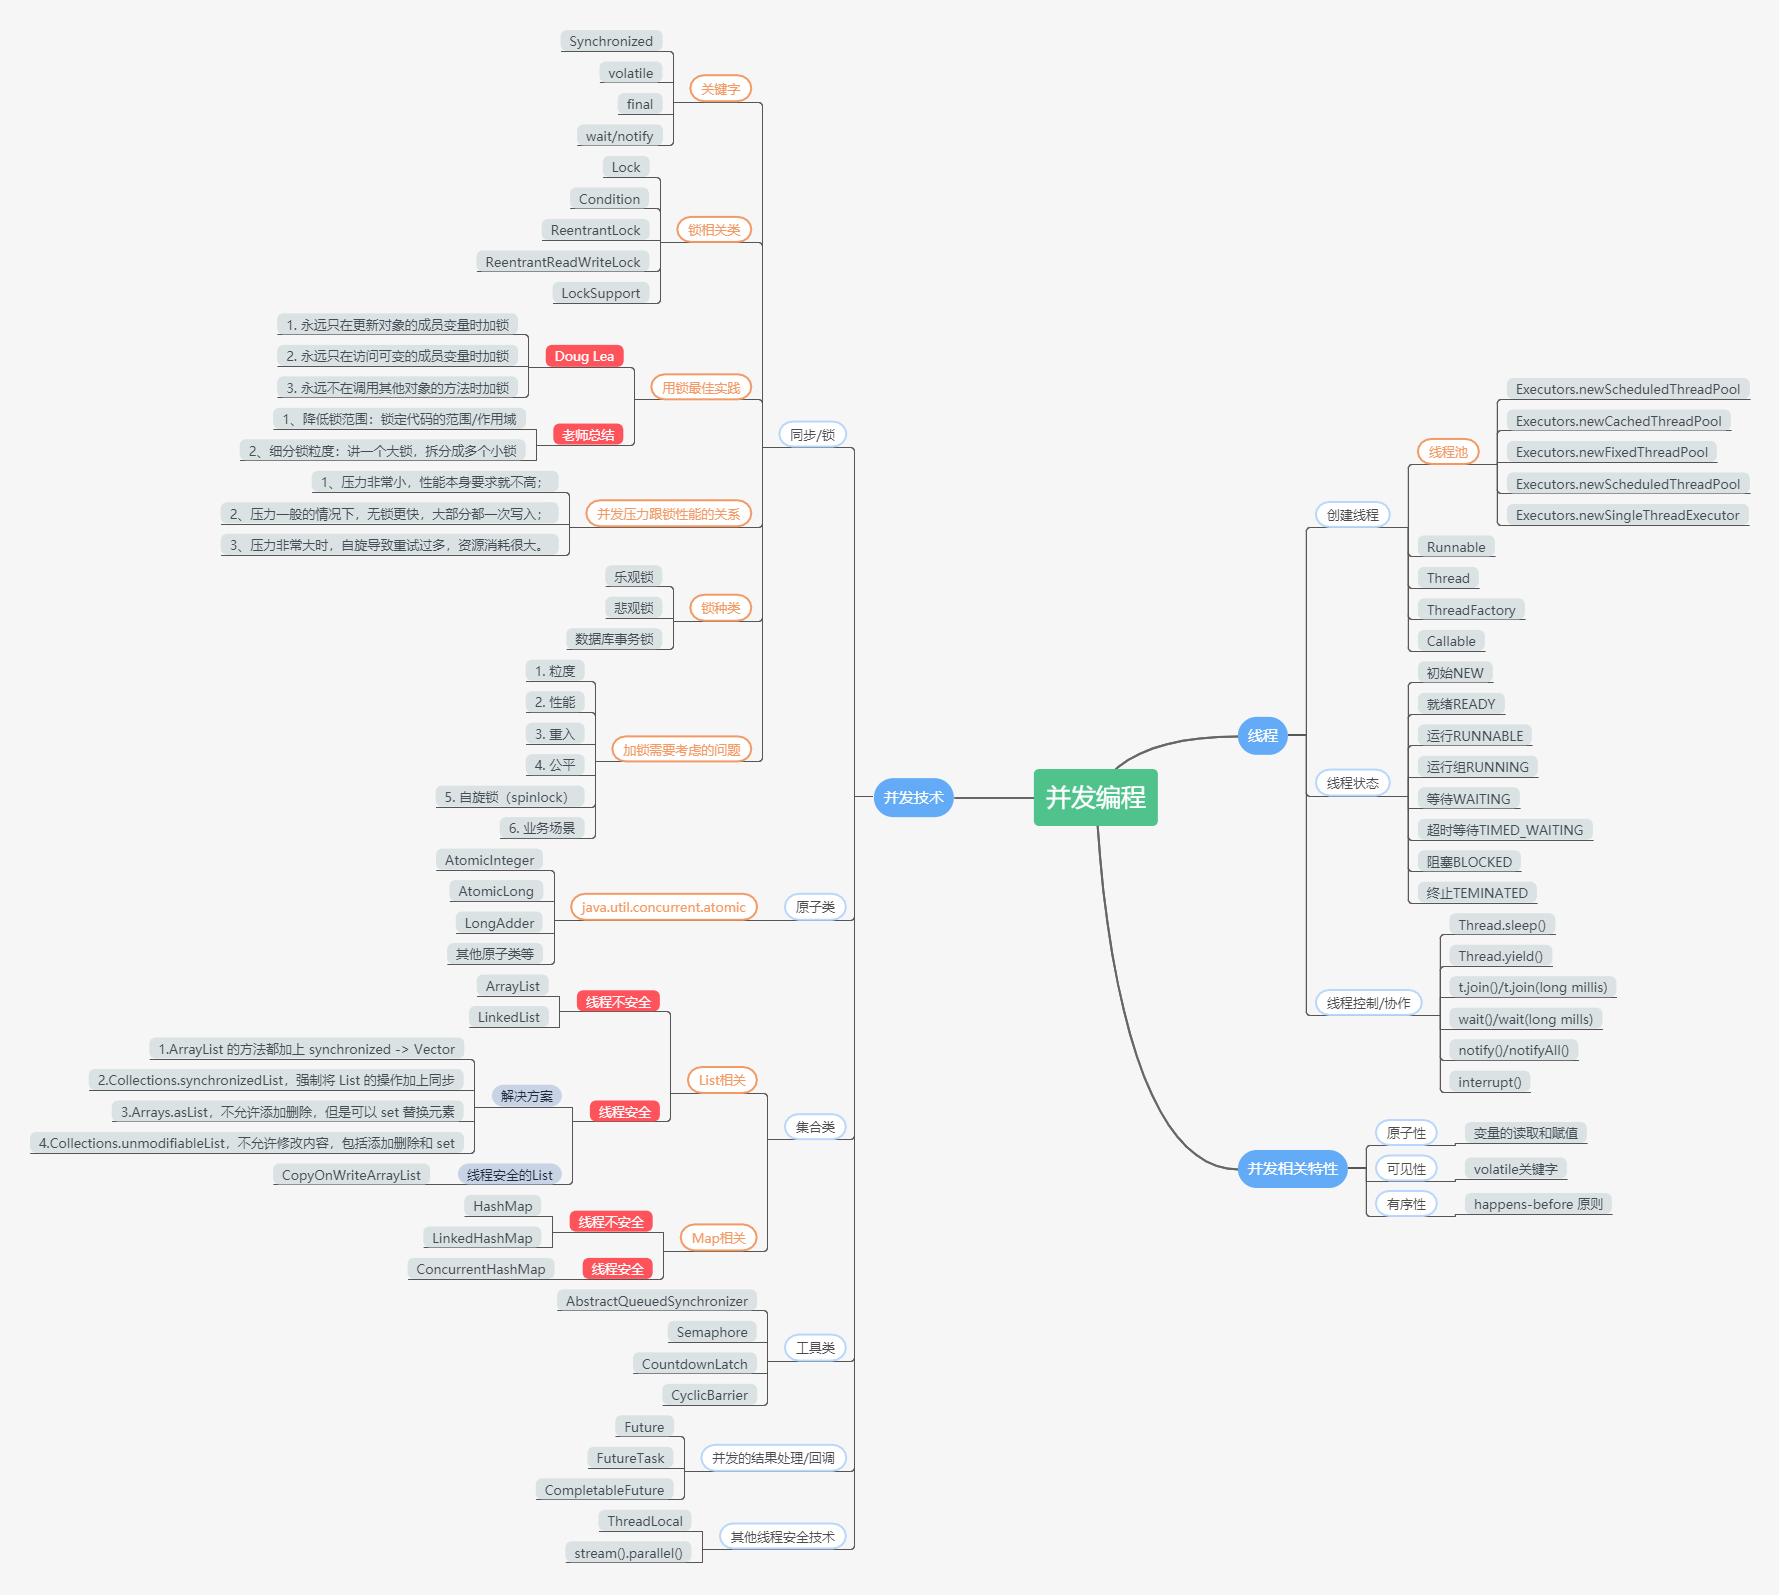 并发编程
线程
创建线程
线程池
Executors.newScheduledThreadPool
Executors.newCachedThreadPool
Executors.newFixedThreadPool
Executors.newScheduledThreadPool
Executors.newSingleThreadExecutor
Runnable
Thread
ThreadFactory
Callable
线程状态
初始NEW
就绪READY
运行RUNNABLE
运行组RUNNING
等待WAITING
超时等待TIMED_WAITING
阻塞BLOCKED
终止TEMINATED
线程控制/协作
Thread.sleep()
Thread.yield()
t.join()/t.join(long millis)
wait()/wait(long mills)
notify()/notifyAll()
interrupt()
并发相关特性
原子性
变量的读取和赋值
可见性
volatile关键字
有序性
happens-before 原则
并发技术
同步/锁
关键字
Synchronized
volatile
final
wait/notify
锁相关类
Lock
Condition
ReentrantLock
ReentrantReadWriteLock
LockSupport
用锁最佳实践
Doug Lea
1. 永远只在更新对象的成员变量时加锁
2. 永远只在访问可变的成员变量时加锁
3. 永远不在调用其他对象的方法时加锁
老师总结
1、降低锁范围：锁定代码的范围/作用域
2、细分锁粒度：讲一个大锁，拆分成多个小锁
并发压力跟锁性能的关系
1、压力非常小，性能本身要求就不高；
2、压力一般的情况下，无锁更快，大部分都一次写入；
3、压力非常大时，自旋导致重试过多，资源消耗很大。
锁种类
乐观锁
悲观锁
数据库事务锁
加锁需要考虑的问题
1. 粒度
2. 性能
3. 重入
4. 公平
5. 自旋锁（spinlock）
6. 业务场景
原子类
java.util.concurrent.atomic
AtomicInteger
AtomicLong
LongAdder
其他原子类等
集合类
List相关
线程不安全
ArrayList
LinkedList
线程安全
解决方案
1.ArrayList 的方法都加上 synchronized -> Vector
2.Collections.synchronizedList，强制将 List 的操作加上同步
3.Arrays.asList，不允许添加删除，但是可以 set 替换元素
4.Collections.unmodifiableList，不允许修改内容，包括添加删除和 set
线程安全的List
CopyOnWriteArrayList
Map相关
线程不安全
HashMap
LinkedHashMap
线程安全
ConcurrentHashMap
工具类
AbstractQueuedSynchronizer
Semaphore
CountdownLatch
CyclicBarrier
并发的结果处理/回调
Future
FutureTask
CompletableFuture
其他线程安全技术
ThreadLocal
stream().parallel()